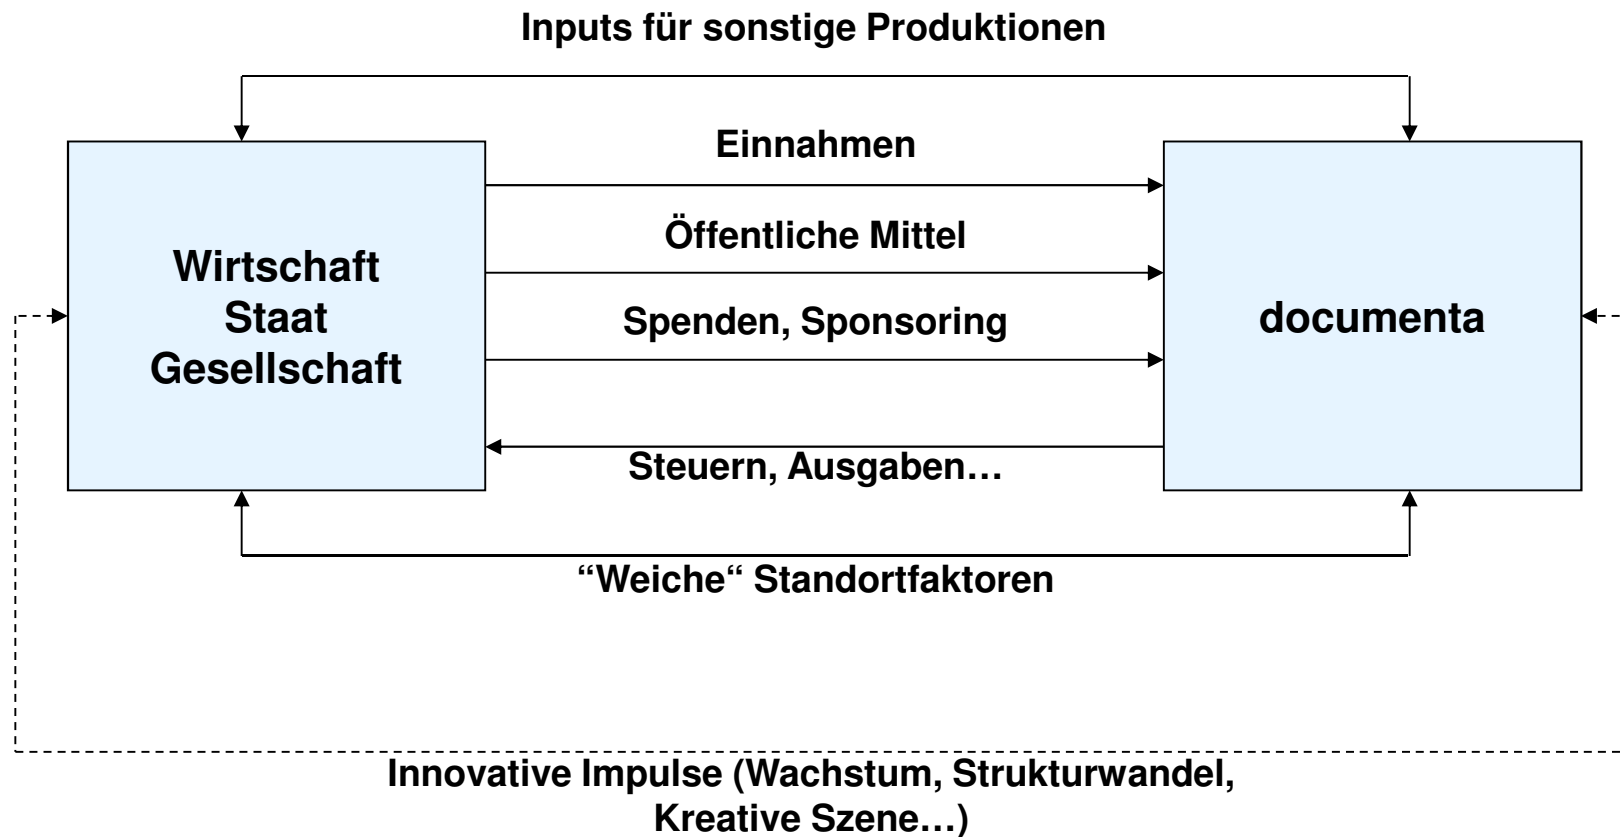 Inputs für sonstige Produktionen
Einnahmen
Öffentliche Mittel
Wirtschaft
Staat
Gesellschaft
Spenden, Sponsoring
documenta
Steuern, Ausgaben…
“Weiche“ Standortfaktoren
Innovative Impulse (Wachstum, Strukturwandel,
Kreative Szene…)